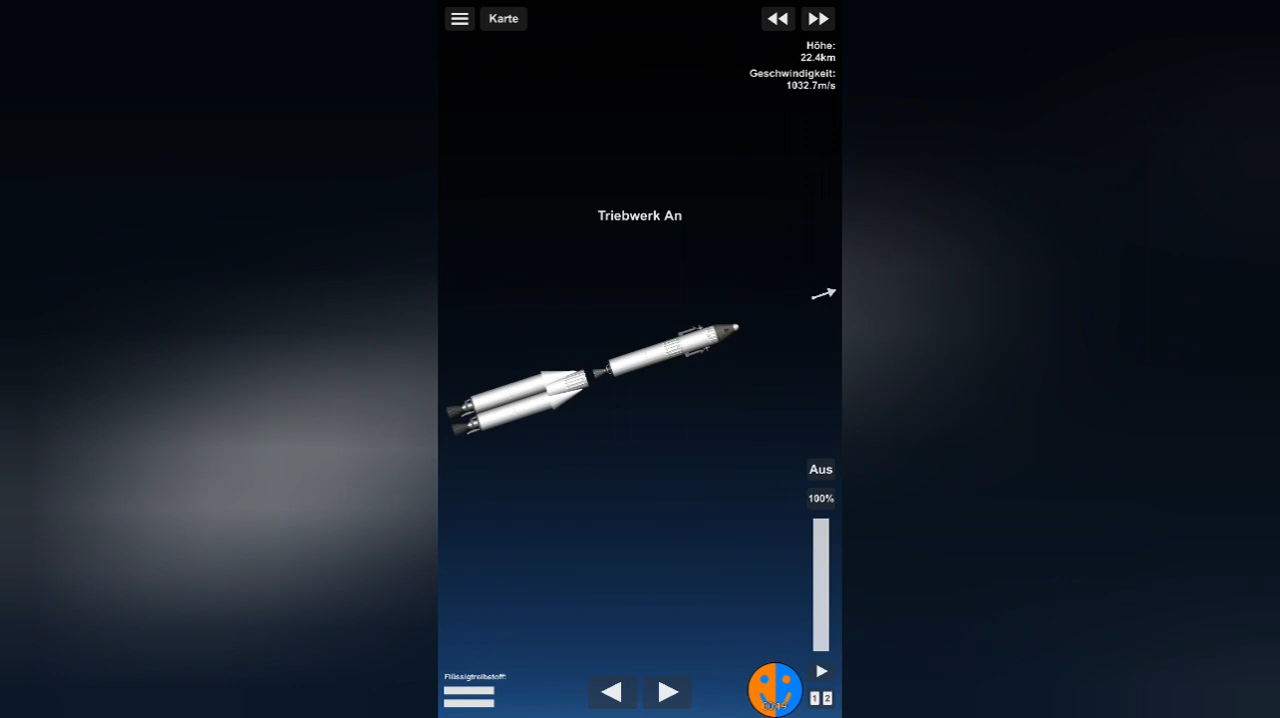 Karte
Höhe:
22.4km
Geschwindigkeit:
1032.7m/s
Triebwerk An
Aus
100%
Flüssigtreibstoff:
1 2